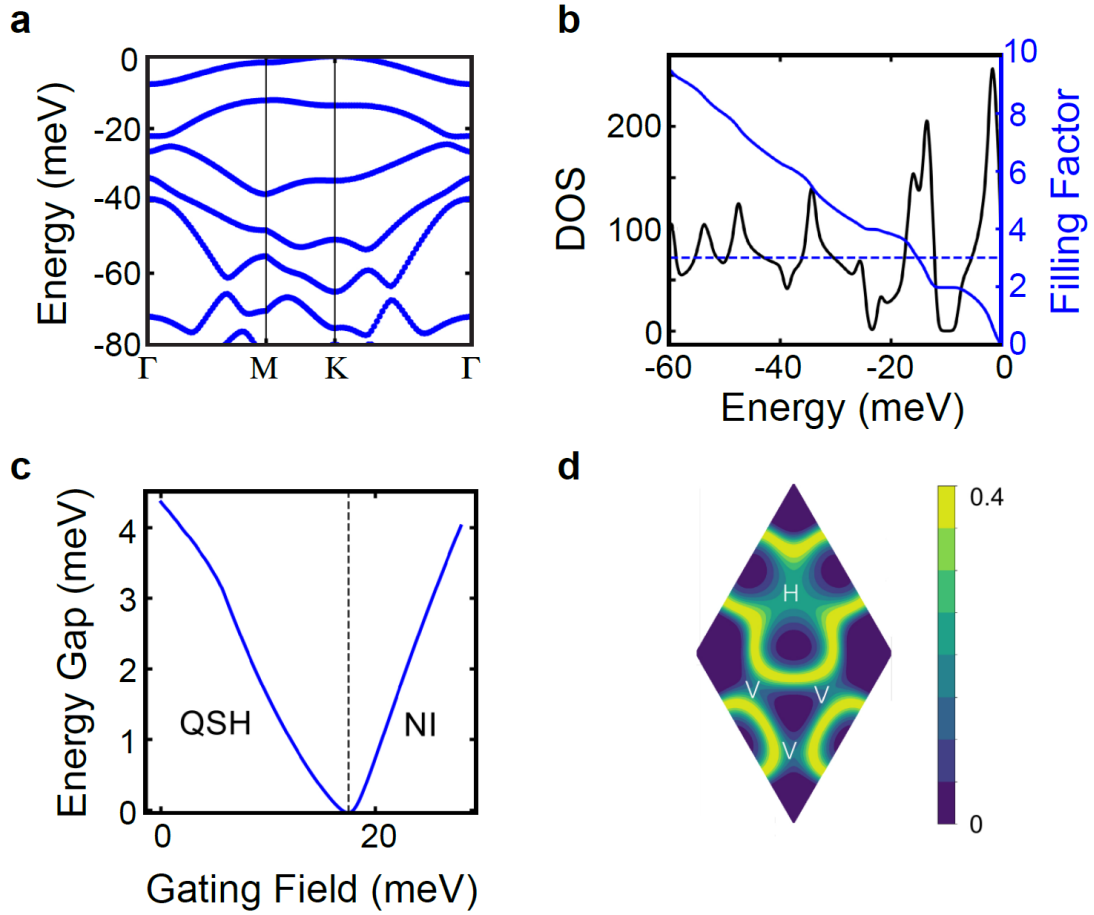 a
0
-20
-40
-60
-80
Energy (meV)
Γ M K Γ
b
200
100
0
DOS
10
8
6
4
2
0
Filling Factor
-60 -40 -20 0
Energy (meV)
c
4
3
2
1
0
Energy Gap (meV)
QSH NI
0 20
Gating Field (meV)
d
H
V V
V
0.4
0